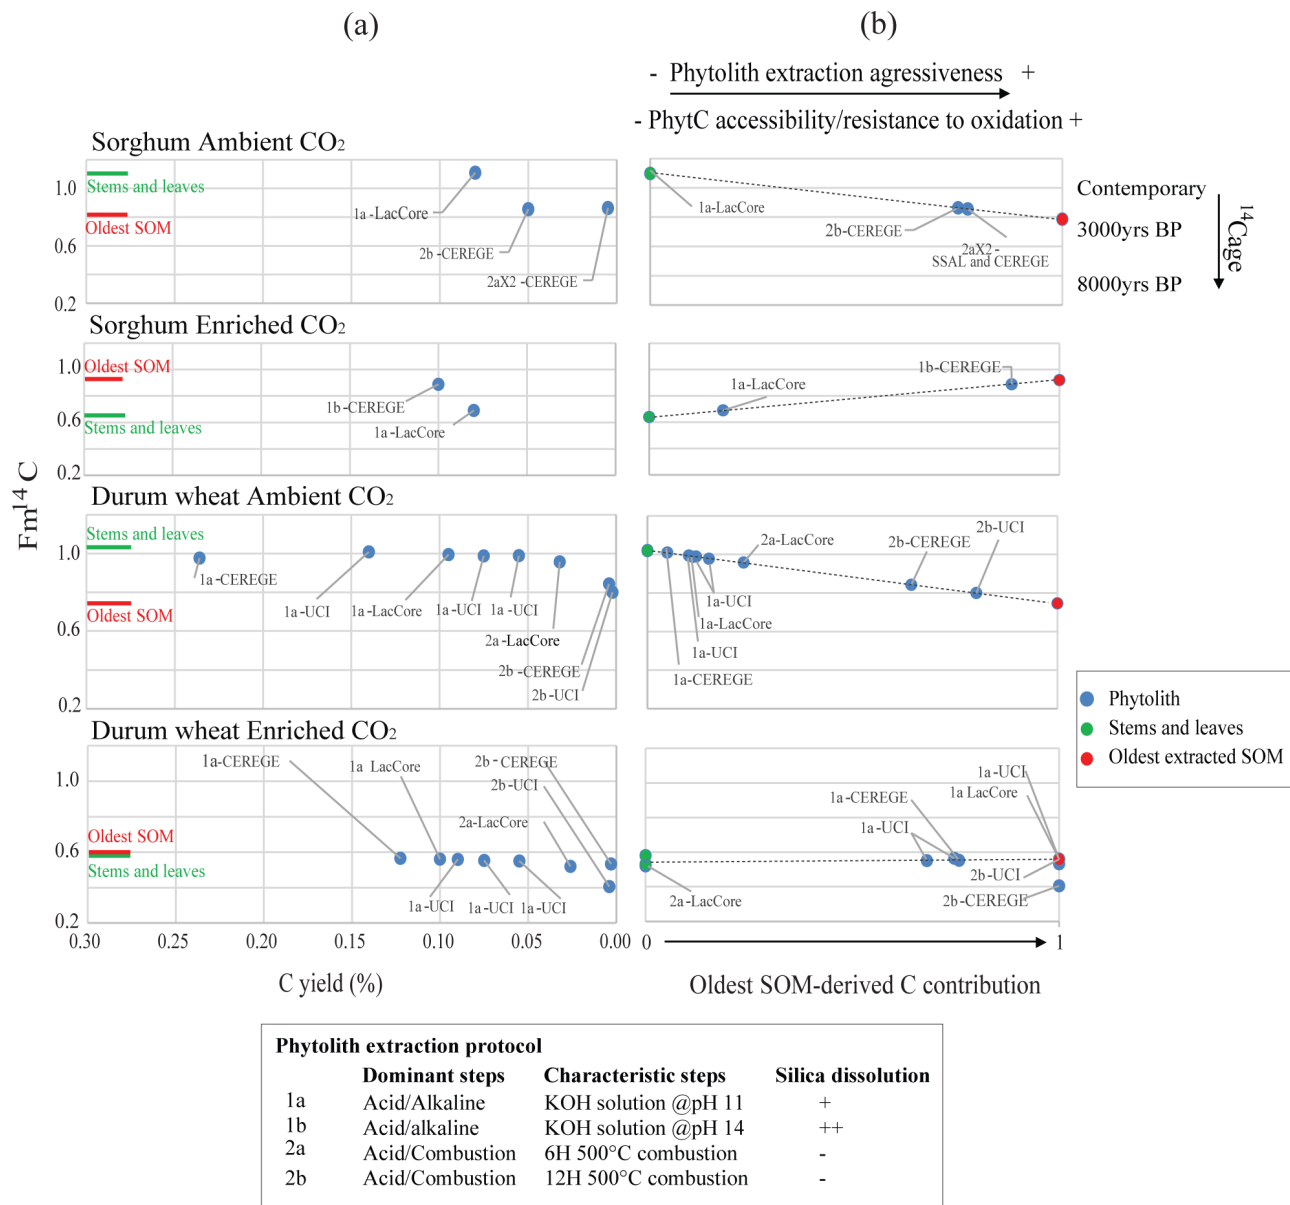 (a)
(b)
- Phytolith extraction agressiveness +
- PhytC accessibility/resistance to oxidation +
Sorghum Ambient CO2
1.0
0.6
0.2
Stems and leaves
Oldest SOM
1a -LacCore
2b -CEREGE
2aX2 -CEREGE
1a-LacCore
2b-CEREGE
2aX2 -
SSAL and CEREGE
Contemporary
3000yrs BP
8000yrs BP
14Cage
Sorghum Enriched CO2
1.0
0.6
0.2
Oldest SOM
Stems and leaves
1b -CEREGE
1a -LacCore
1b-CEREGE
1a-LacCore
Fm14 C
Durum wheat Ambient CO2
Stems and leaves
1.0
0.6
0.2
Oldest SOM
1a -CEREGE
1a -UCI
1a -LacCore
1a -UCI
1a -UCI
2a -LacCore
2b -CEREGE
2b -UCI
2a -LacCore
2b -CEREGE
2b -UCI
1a-UCI
1a-LacCore
1a-UCI
1a-CEREGE
Phytolith
Stems and leaves
Oldest extracted SOM
Durum wheat Enriched CO2
1.0
0.6
0.2
Oldest SOM
Stems and leaves
1a-CEREGE
1a LacCore
2b - CEREGE
2b -UCI
2a-LacCore
1a -UCI
1a -UCI
1a -UCI
1a -UCI
1a LacCore
1a -CEREGE
1a -UCI
2b -UCI
2b-CEREGE
2a -LacCore
0.30
0.25
0.20
0.15
0.10
0.05
0.00
0
1
C yield (%)
Oldest SOM-derived C contribution
Phytolith extraction protocol
Dominant steps Characteristic steps Silica dissolution
1a Acid/Alkaline KOH solution @pH 11 +
1b Acid/alkaline KOH solution @pH 14 ++
2a Acid/Combustion 6H 500°C combustion -
2b Acid/Combustion 12H 500°C combustion -